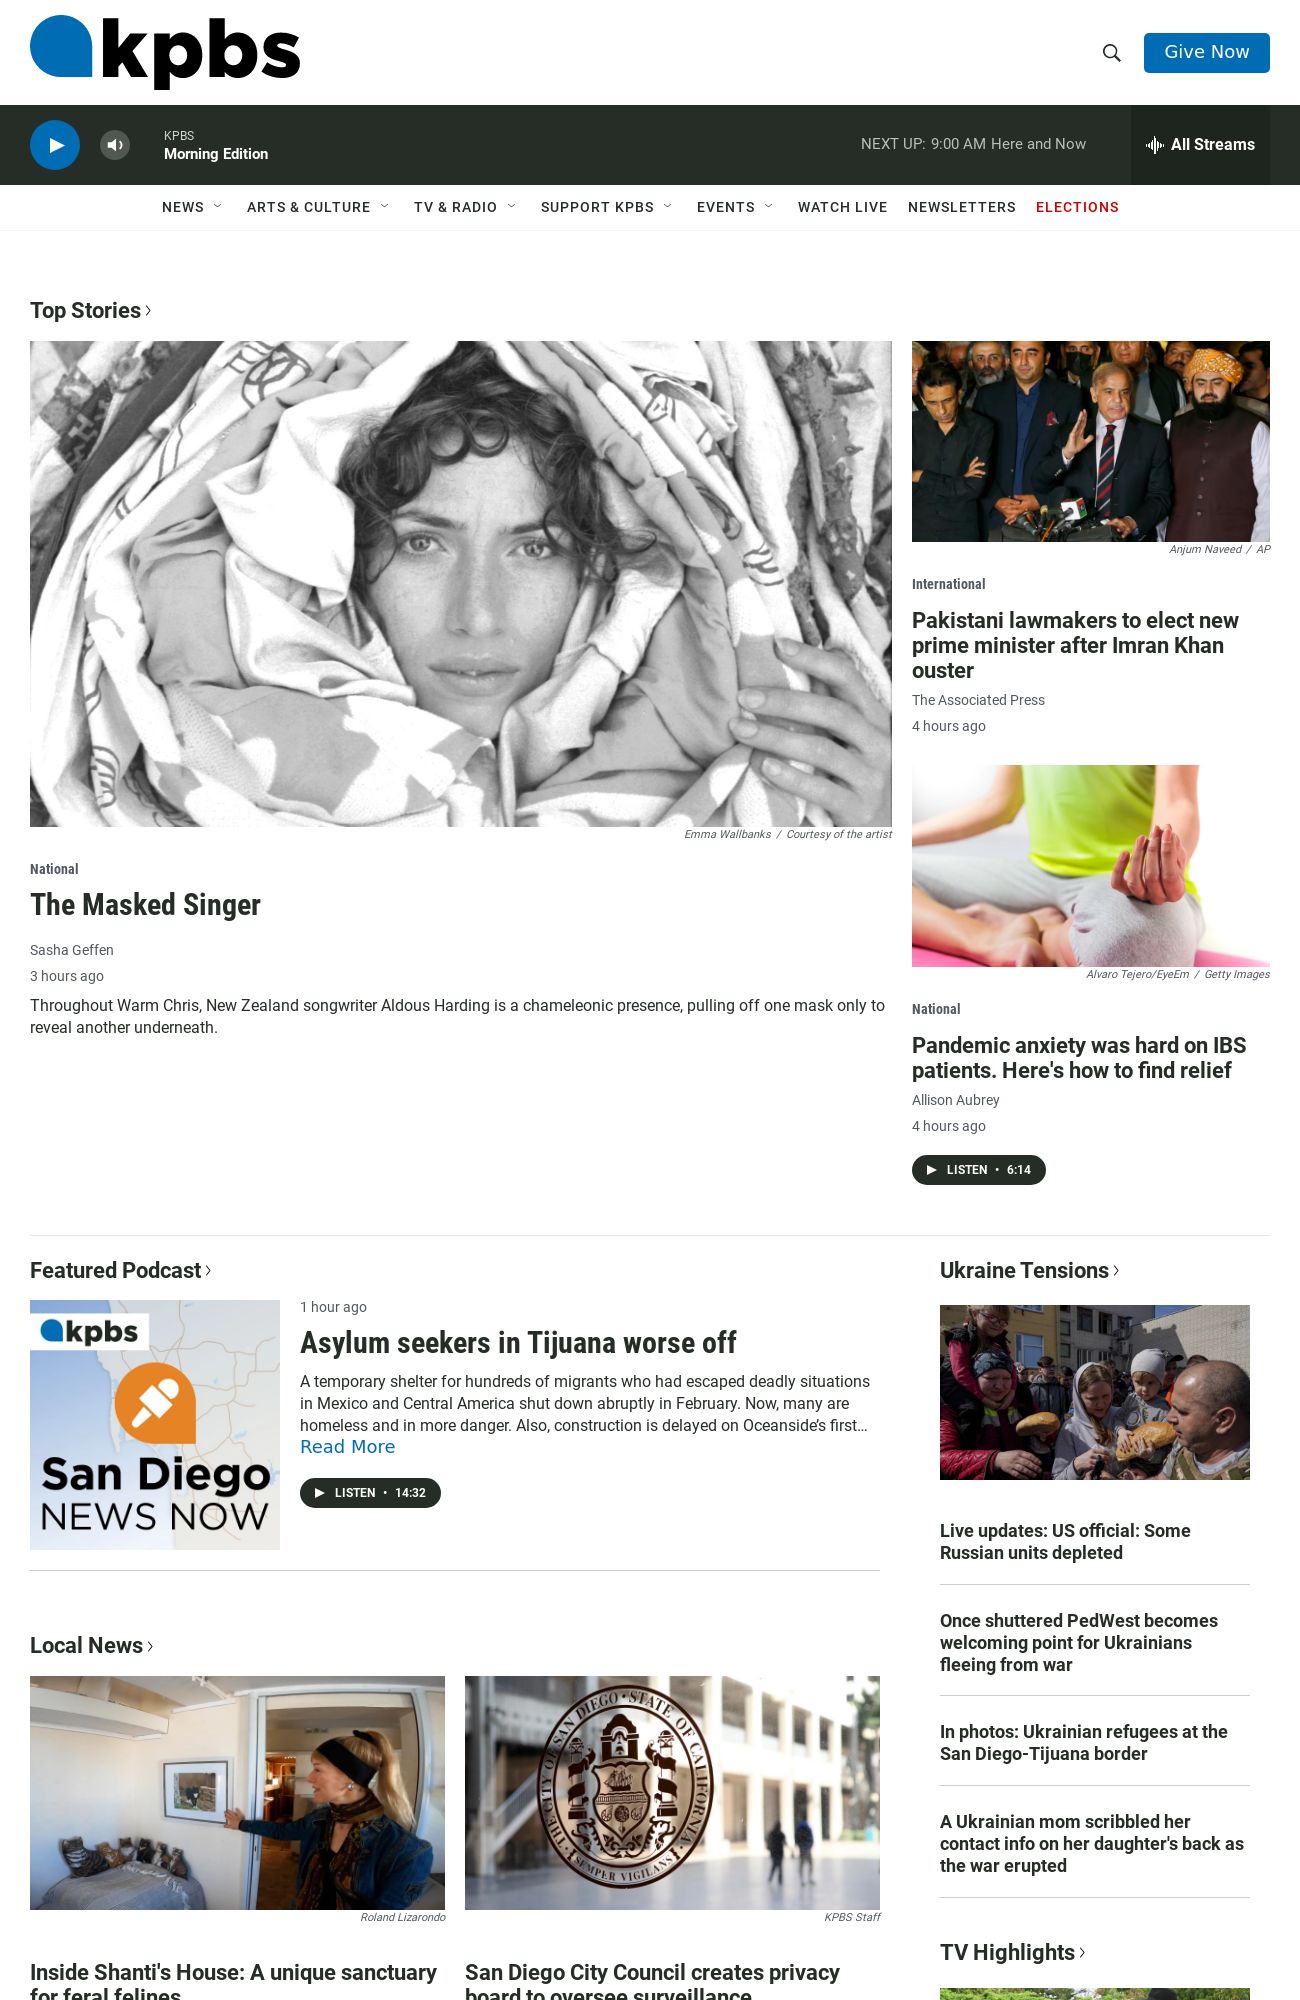 kpbs
Give Now
KPBS
Morning Edition
NEXT UP: 9:00 AM Here and Now
All Streams
NEWS ARTS & CULTURE TV & RADIO SUPPORT KPBS EVENTS WATCH LIVE NEWSLETTERS ELECTIONS
Top Stories
Emma Wallbanks / Courtesy of the artist
National
The Masked Singer
Sasha Geffen
3 hours ago
Throughout Warm Chris, New Zealand songwriter Aldous Harding is a chameleonic presence, pulling off one mask only to
reveal another underneath.
Anjum Naveed / AP
International
Pakistani lawmakers to elect new
prime minister after Imran Khan
ouster
The Associated Press
4 hours ago
Alvaro Tejero/EyeEm / Getty Images
National
Pandemic anxiety was hard on IBS
patients. Here's how to find relief
Allison Aubrey
4 hours ago
LISTEN • 6:14
Featured Podcast
kpbs
San Diego
NEWS NOW
1 hour ago
Asylum seekers in Tijuana worse off
A temporary shelter for hundreds of migrants who had escaped deadly situations
in Mexico and Central America shut down abruptly in February. Now, many are
homeless and in more danger. Also, construction is delayed on Oceanside’s first…
Read More
LISTEN • 14:32
Local News
THE CITY OF SAN DIEGO • STATE OF CALIFORNIA
SEMPER VIGILANS
Roland Lizarondo
KPBS Staff
Inside Shanti's House: A unique sanctuary
for feral felines
San Diego City Council creates privacy
board to oversee surveillance
Ukraine Tensions
Live updates: US official: Some
Russian units depleted
Once shuttered PedWest becomes
welcoming point for Ukrainians
fleeing from war
In photos: Ukrainian refugees at the
San Diego-Tijuana border
A Ukrainian mom scribbled her
contact info on her daughter's back as
the war erupted
TV Highlights